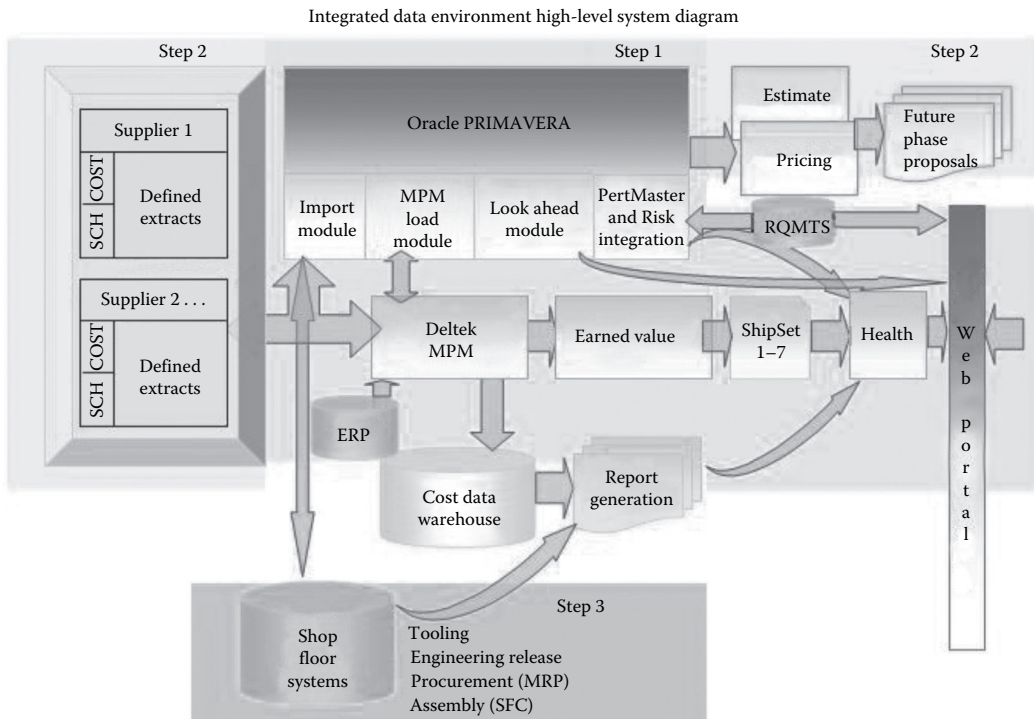 Integrated data environment high-level system diagram
Step 2
Step 1
Step 2
Supplier 1
COST
SCH
Defined
extracts
Supplier 2 . . .
COST
SCH
Defined
extracts
Oracle PRIMAVERA
Import
module
MPM
load
module
Look ahead
module
PertMaster
and Risk
integration
Estimate
Pricing
Future
phase
proposals
RQMTS
Deltek
MPM
Earned value
ShipSet
1–7
Health
Web portal
ERP
Cost data
warehouse
Report
generation
Step 3
Shop
floor
systems
Tooling
Engineering release
Procurement (MRP)
Assembly (SFC)